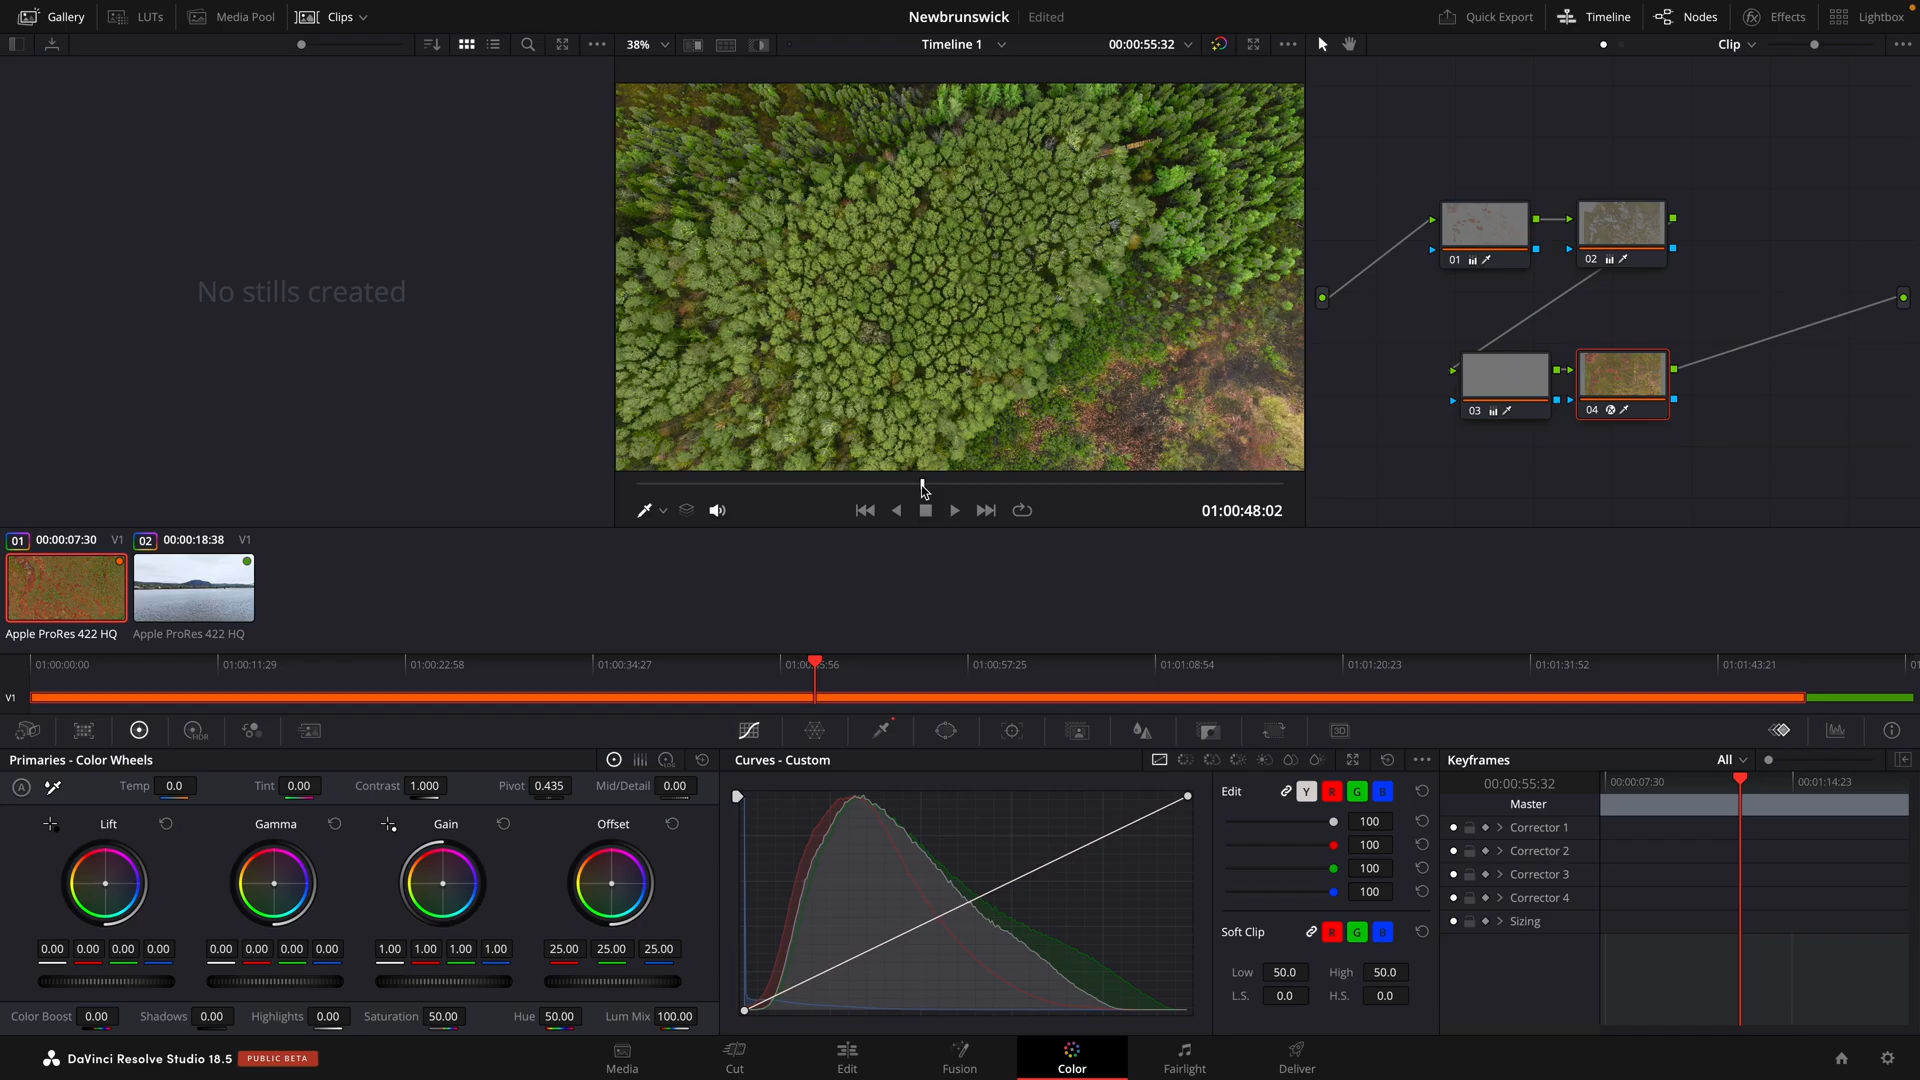 Gallery LUTs Media Pool Clips Newbrunswick Edited Quick Export Timeline Nodes Effects Lightbox
38% Timeline 1 00:00:55:32 Clip
No stills created
01 02
03 04
01:00:48:02
01 00:00:07:30 V1 02 00:00:18:38 V1
Apple ProRes 422 HQ Apple ProRes 422 HQ
01:00:00:00 01:00:11:29 01:00:22:58 01:00:34:27 01:00:57:25 01:01:08:54 01:01:20:23 01:01:31:52 01:01:43:21
V1
HDR 3D
Primaries - Color Wheels LOG Curves - Custom Keyframes All
A Temp 0.0 Tint 0.00 Contrast 1.000 Pivot 0.435 Mid/Detail 0.00
Edit Y R G B
00:00:55:32 00:00:07:30 00:01:14:23
Master
Lift Gamma Gain Offset
100
100
100
100
Corrector 1
Corrector 2
Corrector 3
Corrector 4
Sizing
Soft Clip R G B
0.00 0.00 0.00 0.00 0.00 0.00 0.00 0.00 1.00 1.00 1.00 1.00 25.00 25.00 25.00
Low 50.0 High 50.0
L.S. 0.0 H.S. 0.0
Color Boost 0.00 Shadows 0.00 Highlights 0.00 Saturation 50.00 Hue 50.00 Lum Mix 100.00
DaVinci Resolve Studio 18.5 PUBLIC BETA
Media Cut Edit Fusion Color Fairlight Deliver